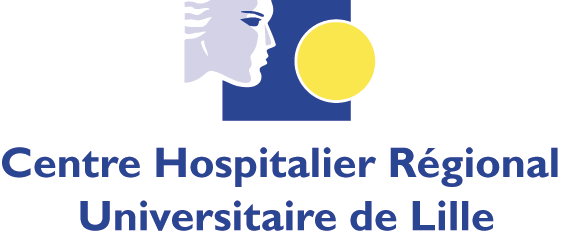 Centre Hospitalier Régional
Universitaire de Lille